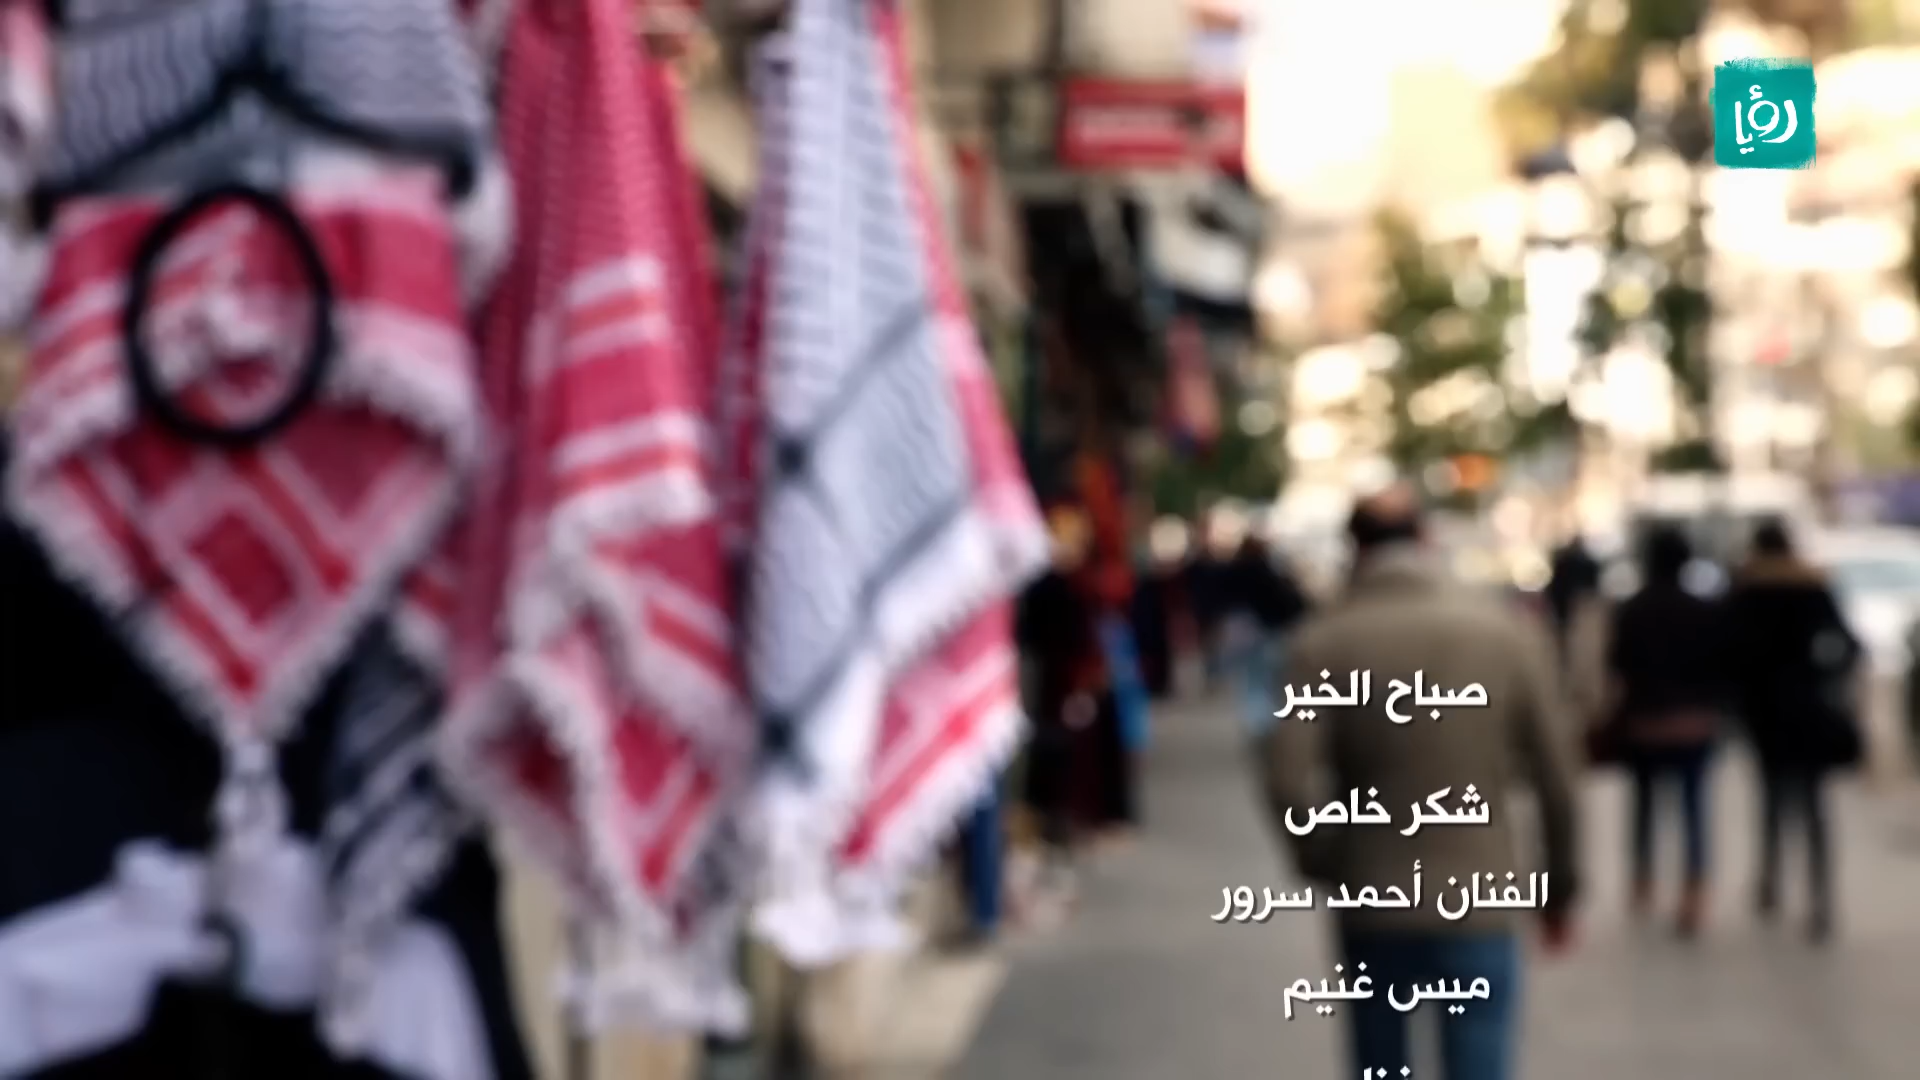 رؤيا
صباح الخير
شكر خاص
الفنان أحمد سرور
ميس غنيم